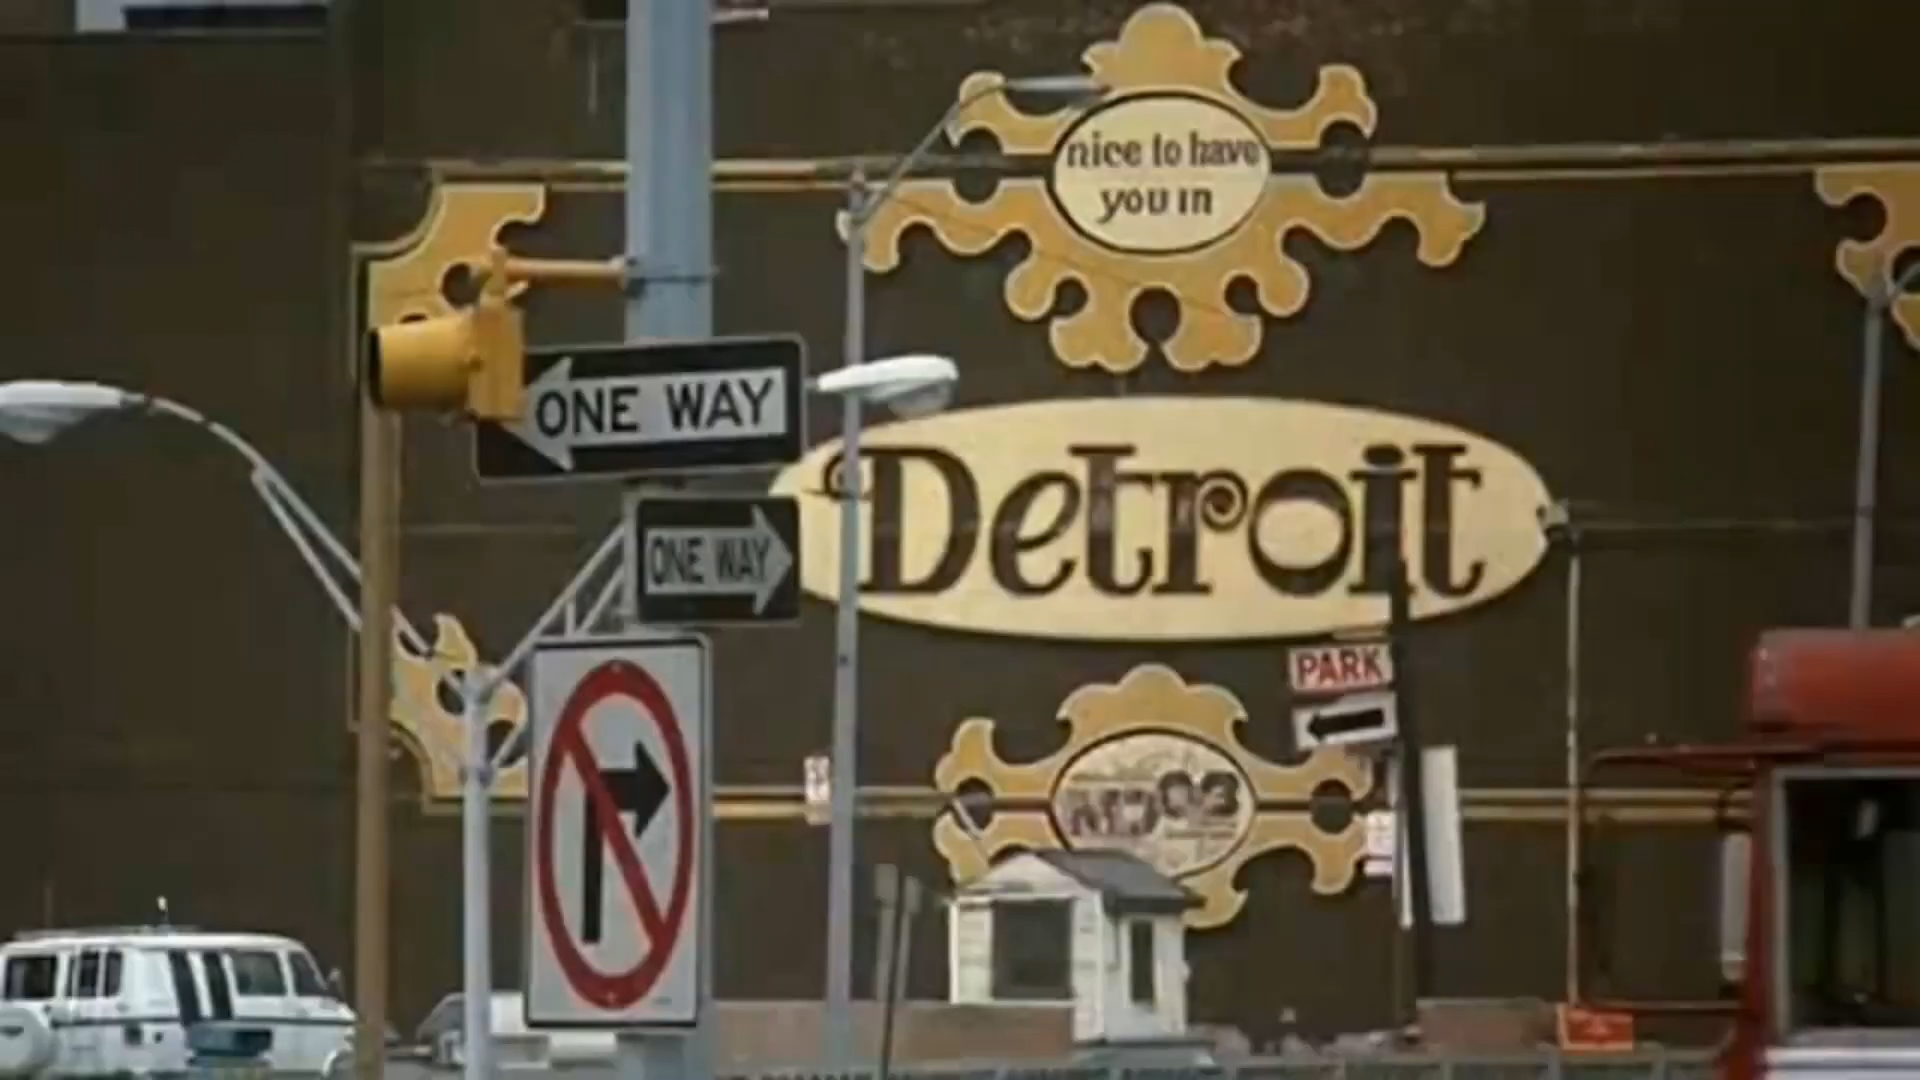 nice to have
you in
ONE WAY
Detroit
ONE WAY
PARK